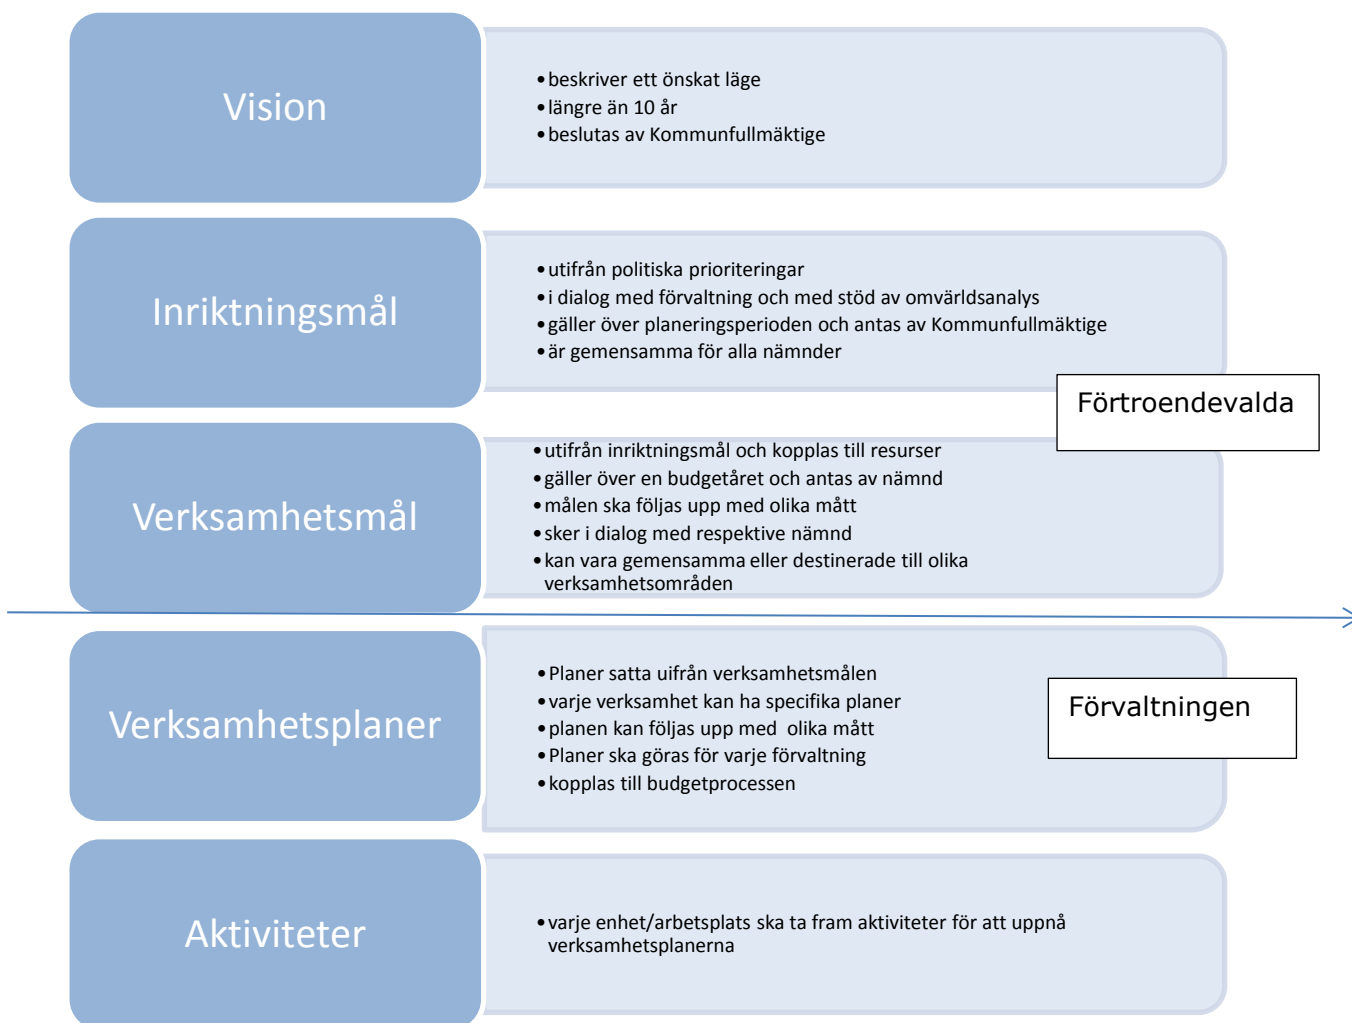 Vision
•beskriver ett önskat läge
•längre än 10 år
•beslutas av Kommunfullmäktige
Inriktningsmål
•utifrån politiska prioriteringar
•i dialog med förvaltning och med stöd av omvärldsanalys
•gäller över planeringsperioden och antas av Kommunfullmäktige
•är gemensamma för alla nämnder
Förtroendevalda
Verksamhetsmål
•utifrån inriktningsmål och kopplas till resurser
•gäller över en budgetåret och antas av nämnd
•målen ska följas upp med olika mått
•sker i dialog med respektive nämnd
•kan vara gemensamma eller destinerade till olika
verksamhetsområden
Verksamhetsplaner
•Planer satta uifrån verksamhetsmålen
•varje verksamhet kan ha specifika planer
•planen kan följas upp med  olika mått
•Planer ska göras för varje förvaltning
•kopplas till budgetprocessen
Förvaltningen
Aktiviteter
•varje enhet/arbetsplats ska ta fram aktiviteter för att uppnå
verksamhetsplanerna